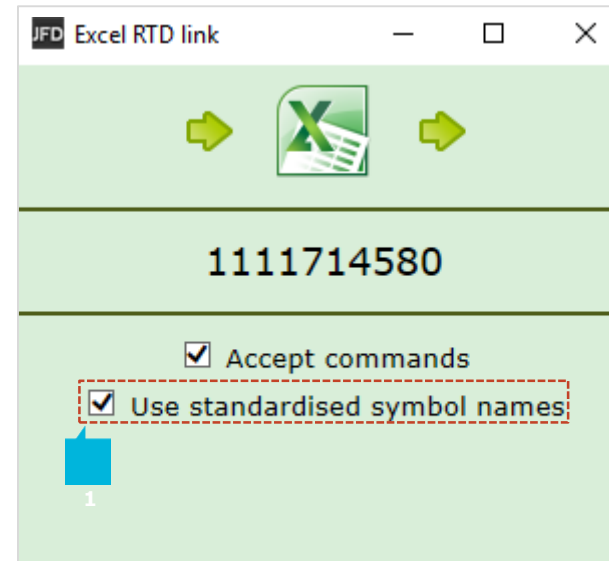 JFD Excel RTD link
1111714580
Accept commands
Use standardised symbol names
1